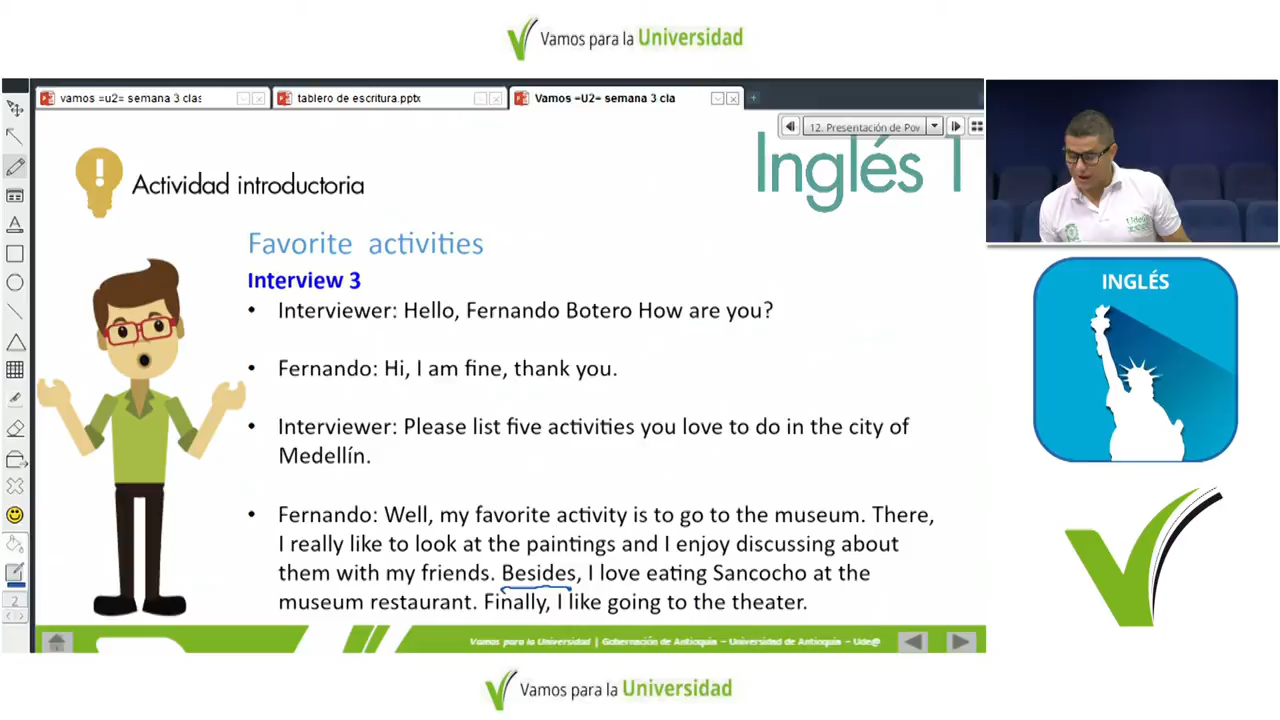 Vamos para la Universidad
vamos =u2= semana 3 clas
tablero de escritura.pptx
Vamos =U2= semana 3 cla
12. Presentación de Pov
Inglés 1
Actividad introductoria
Favorite activities
Interview 3
• Interviewer: Hello, Fernando Botero How are you?
• Fernando: Hi, I am fine, thank you.
• Interviewer: Please list five activities you love to do in the city of
Medellín.
• Fernando: Well, my favorite activity is to go to the museum. There,
I really like to look at the paintings and I enjoy discussing about
them with my friends. Besides, I love eating Sancocho at the
museum restaurant. Finally, I like going to the theater.
INGLÉS
2
Vamos para la Universidad | Gobernación de Antioquia – Universidad de Antioquia – Ude@
Vamos para la Universidad